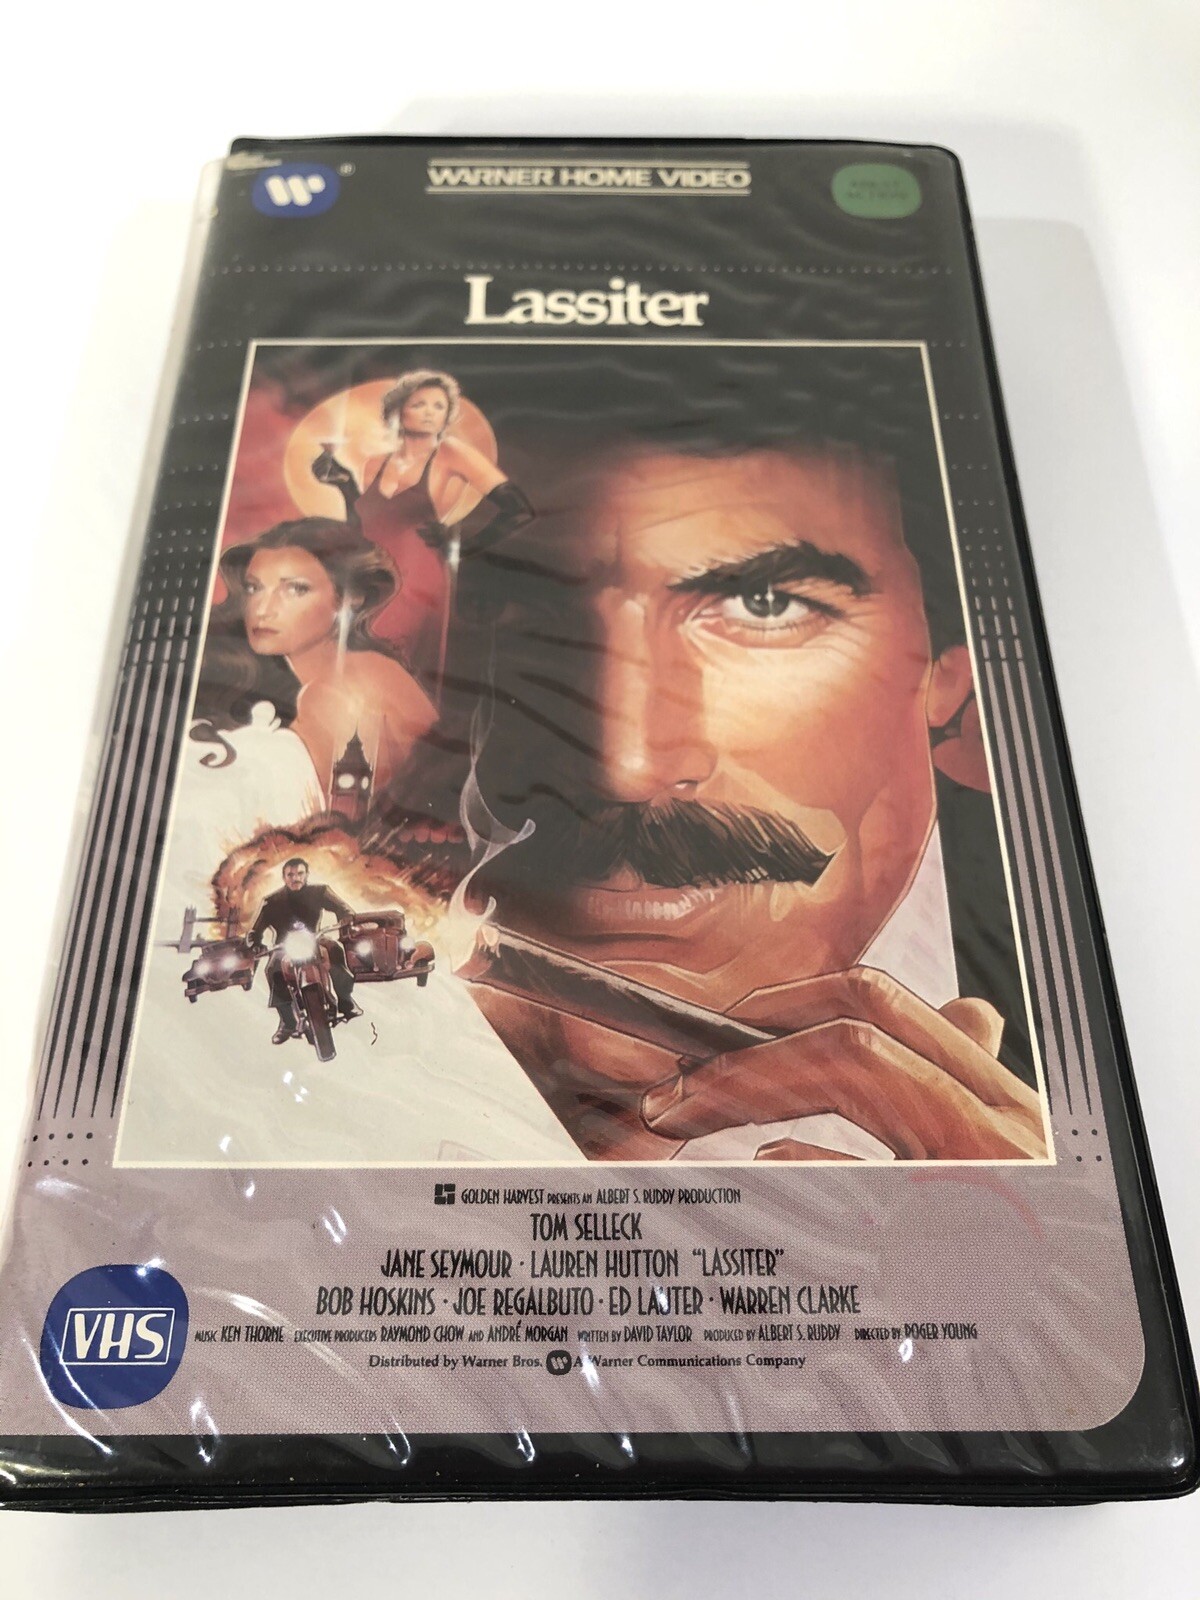 WARNER HOME VIDEO
Lassiter
GOLDEN HARVEST PRESENTS AN ALBERT S. RUDDY PRODUCTION
TOM SELLECK
JANE SEYMOUR · LAUREN HUTTON "LASSITER"
BOB HOSKINS · JOE REGALBUTO · ED LAUTER · WARREN CLARKE
MUSIC KEN THORNE EXECUTIVE PRODUCERS RAYMOND CHOW AND ANDRÉ MORGAN WRITTEN BY DAVID TAYLOR PRODUCED BY ALBERT S. RUDDY DIRECTED BY ROGER YOUNG
Distributed by Warner Bros. A Warner Communications Company
VHS